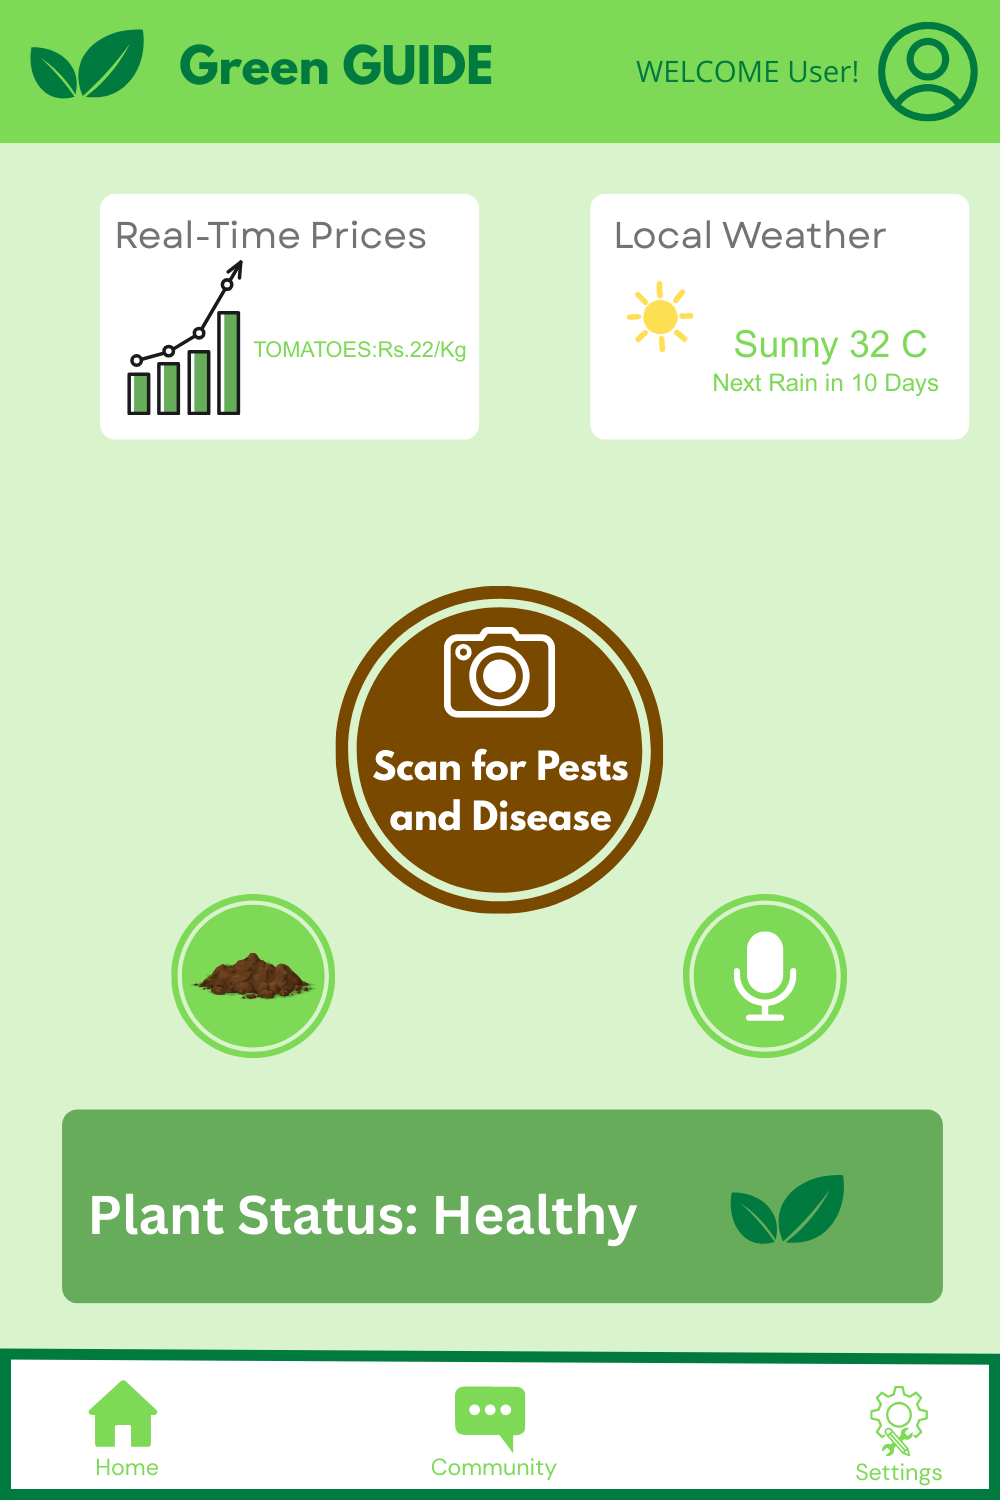 Green GUIDE
WELCOME User!
Real-Time Prices
TOMATOES:Rs.22/Kg
Local Weather
Sunny 32 C
Next Rain in 10 Days
Scan for Pests
and Disease
Plant Status: Healthy
Home
Community
Settings